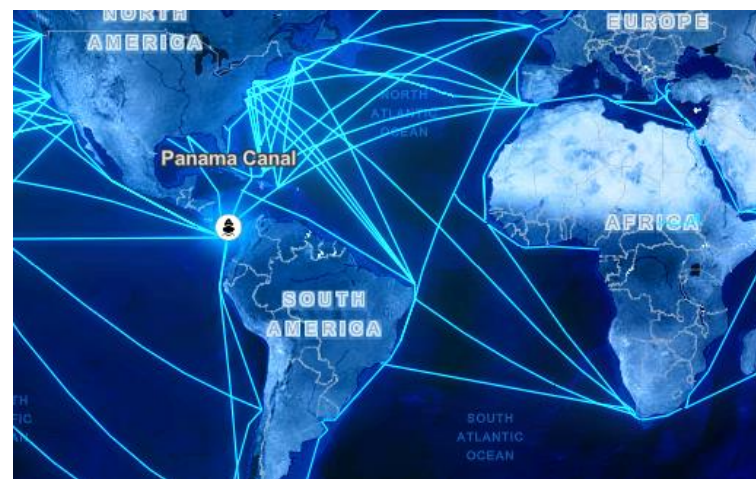 NORTH
AMERICA
EUROPE
NORTH
ATLANTIC
OCEAN
Panama Canal
AFRICA
SOUTH
AMERICA
SOUTH
ATLANTIC
OCEAN